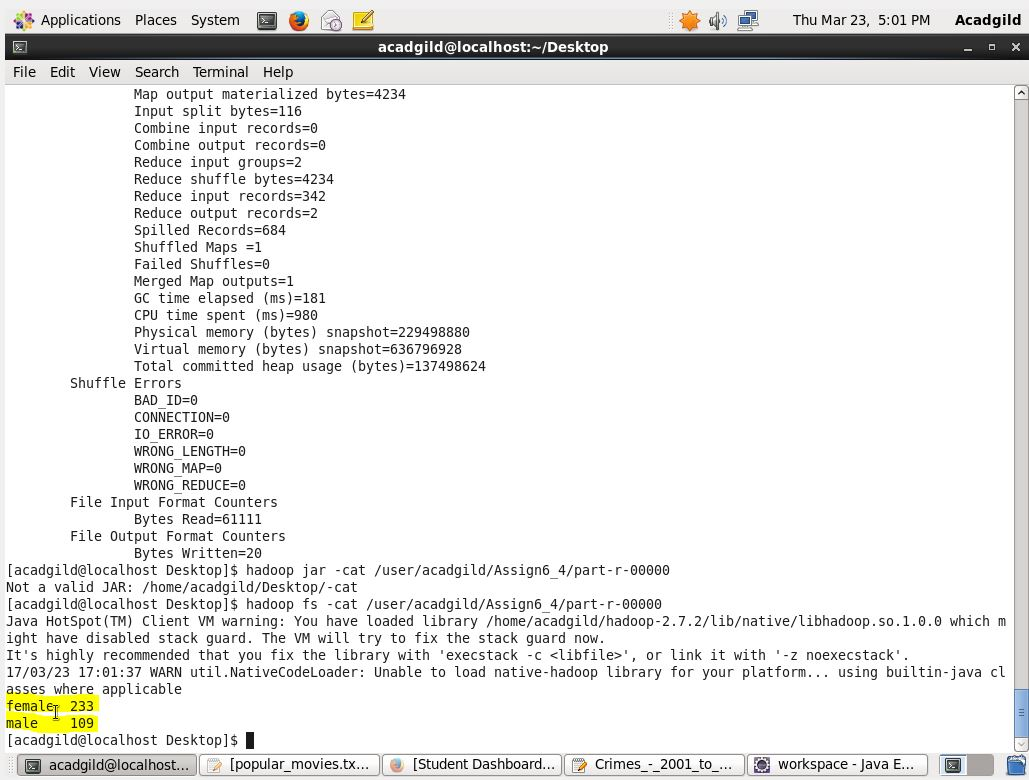 Applications Places System Thu Mar 23, 5:01 PM Acadgild
acadgild@localhost:~/Desktop
File Edit View Search Terminal Help
Map output materialized bytes=4234
Input split bytes=116
Combine input records=0
Combine output records=0
Reduce input groups=2
Reduce shuffle bytes=4234
Reduce input records=342
Reduce output records=2
Spilled Records=684
Shuffled Maps =1
Failed Shuffles=0
Merged Map outputs=1
GC time elapsed (ms)=181
CPU time spent (ms)=980
Physical memory (bytes) snapshot=229498880
Virtual memory (bytes) snapshot=636796928
Total committed heap usage (bytes)=137498624
Shuffle Errors
BAD_ID=0
CONNECTION=0
IO_ERROR=0
WRONG_LENGTH=0
WRONG_MAP=0
WRONG_REDUCE=0
File Input Format Counters
Bytes Read=61111
File Output Format Counters
Bytes Written=20
[acadgild@localhost Desktop]$ hadoop jar -cat /user/acadgild/Assign6_4/part-r-00000
Not a valid JAR: /home/acadgild/Desktop/-cat
[acadgild@localhost Desktop]$ hadoop fs -cat /user/acadgild/Assign6_4/part-r-00000
Java HotSpot(TM) Client VM warning: You have loaded library /home/acadgild/hadoop-2.7.2/lib/native/libhadoop.so.1.0.0 which m
ight have disabled stack guard. The VM will try to fix the stack guard now.
It's highly recommended that you fix the library with 'execstack -c <libfile>', or link it with '-z noexecstack'.
17/03/23 17:01:37 WARN util.NativeCodeLoader: Unable to load native-hadoop library for your platform... using builtin-java cl
asses where applicable
female 233
male 109
[acadgild@localhost Desktop]$
acadgild@localhost... [popular_movies.tx... [Student Dashboard... Crimes_-_2001_to_... workspace - Java E...